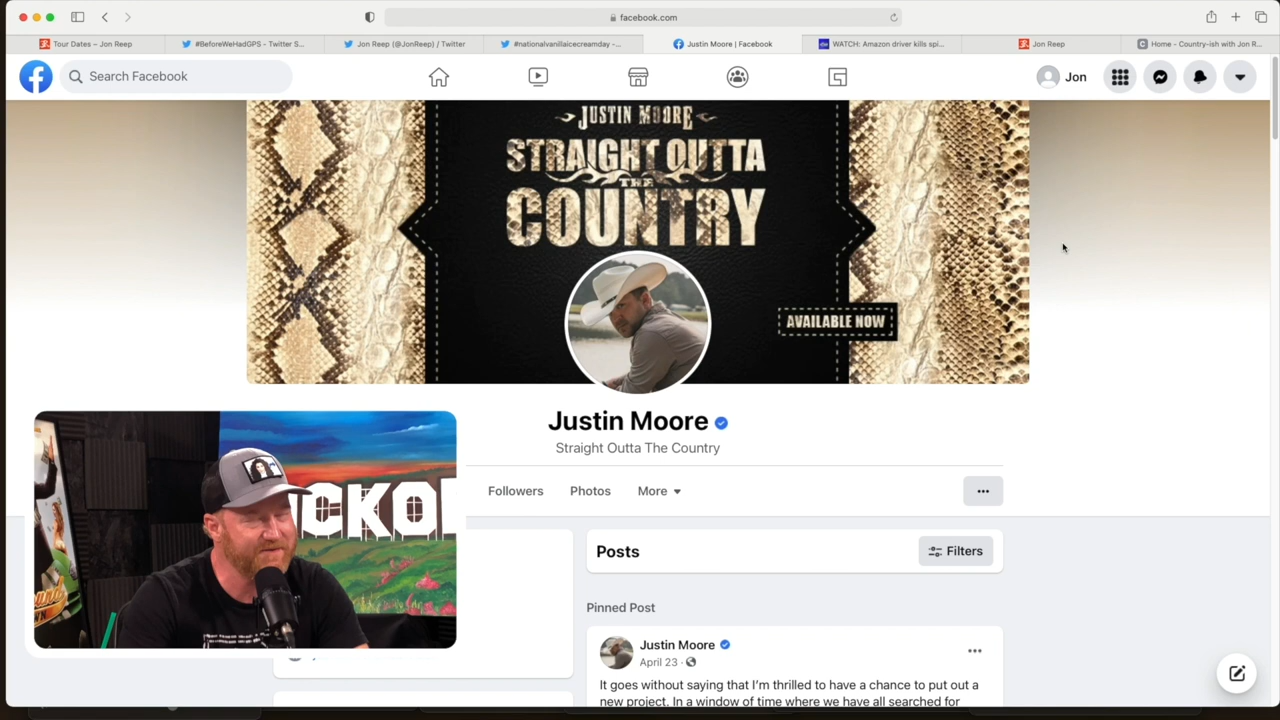 facebook.com
Tour Dates – Jon Reep
#BeforeWeHadGPS - Twitter S...
Jon Reep (@JonReep) / Twitter
#nationalvanillaicecreamday -...
Justin Moore | Facebook
WATCH: Amazon driver kills spi...
Jon Reep
Home - Country-ish with Jon R...
Search Facebook
Jon
JUSTIN MOORE
STRAIGHT OUTTA
THE
COUNTRY
AVAILABLE NOW
Justin Moore
Straight Outta The Country
Followers
Photos
More
Posts
Filters
Pinned Post
Justin Moore
April 23
It goes without saying that I'm thrilled to have a chance to put out a
new project. In a window of time where we have all searched for